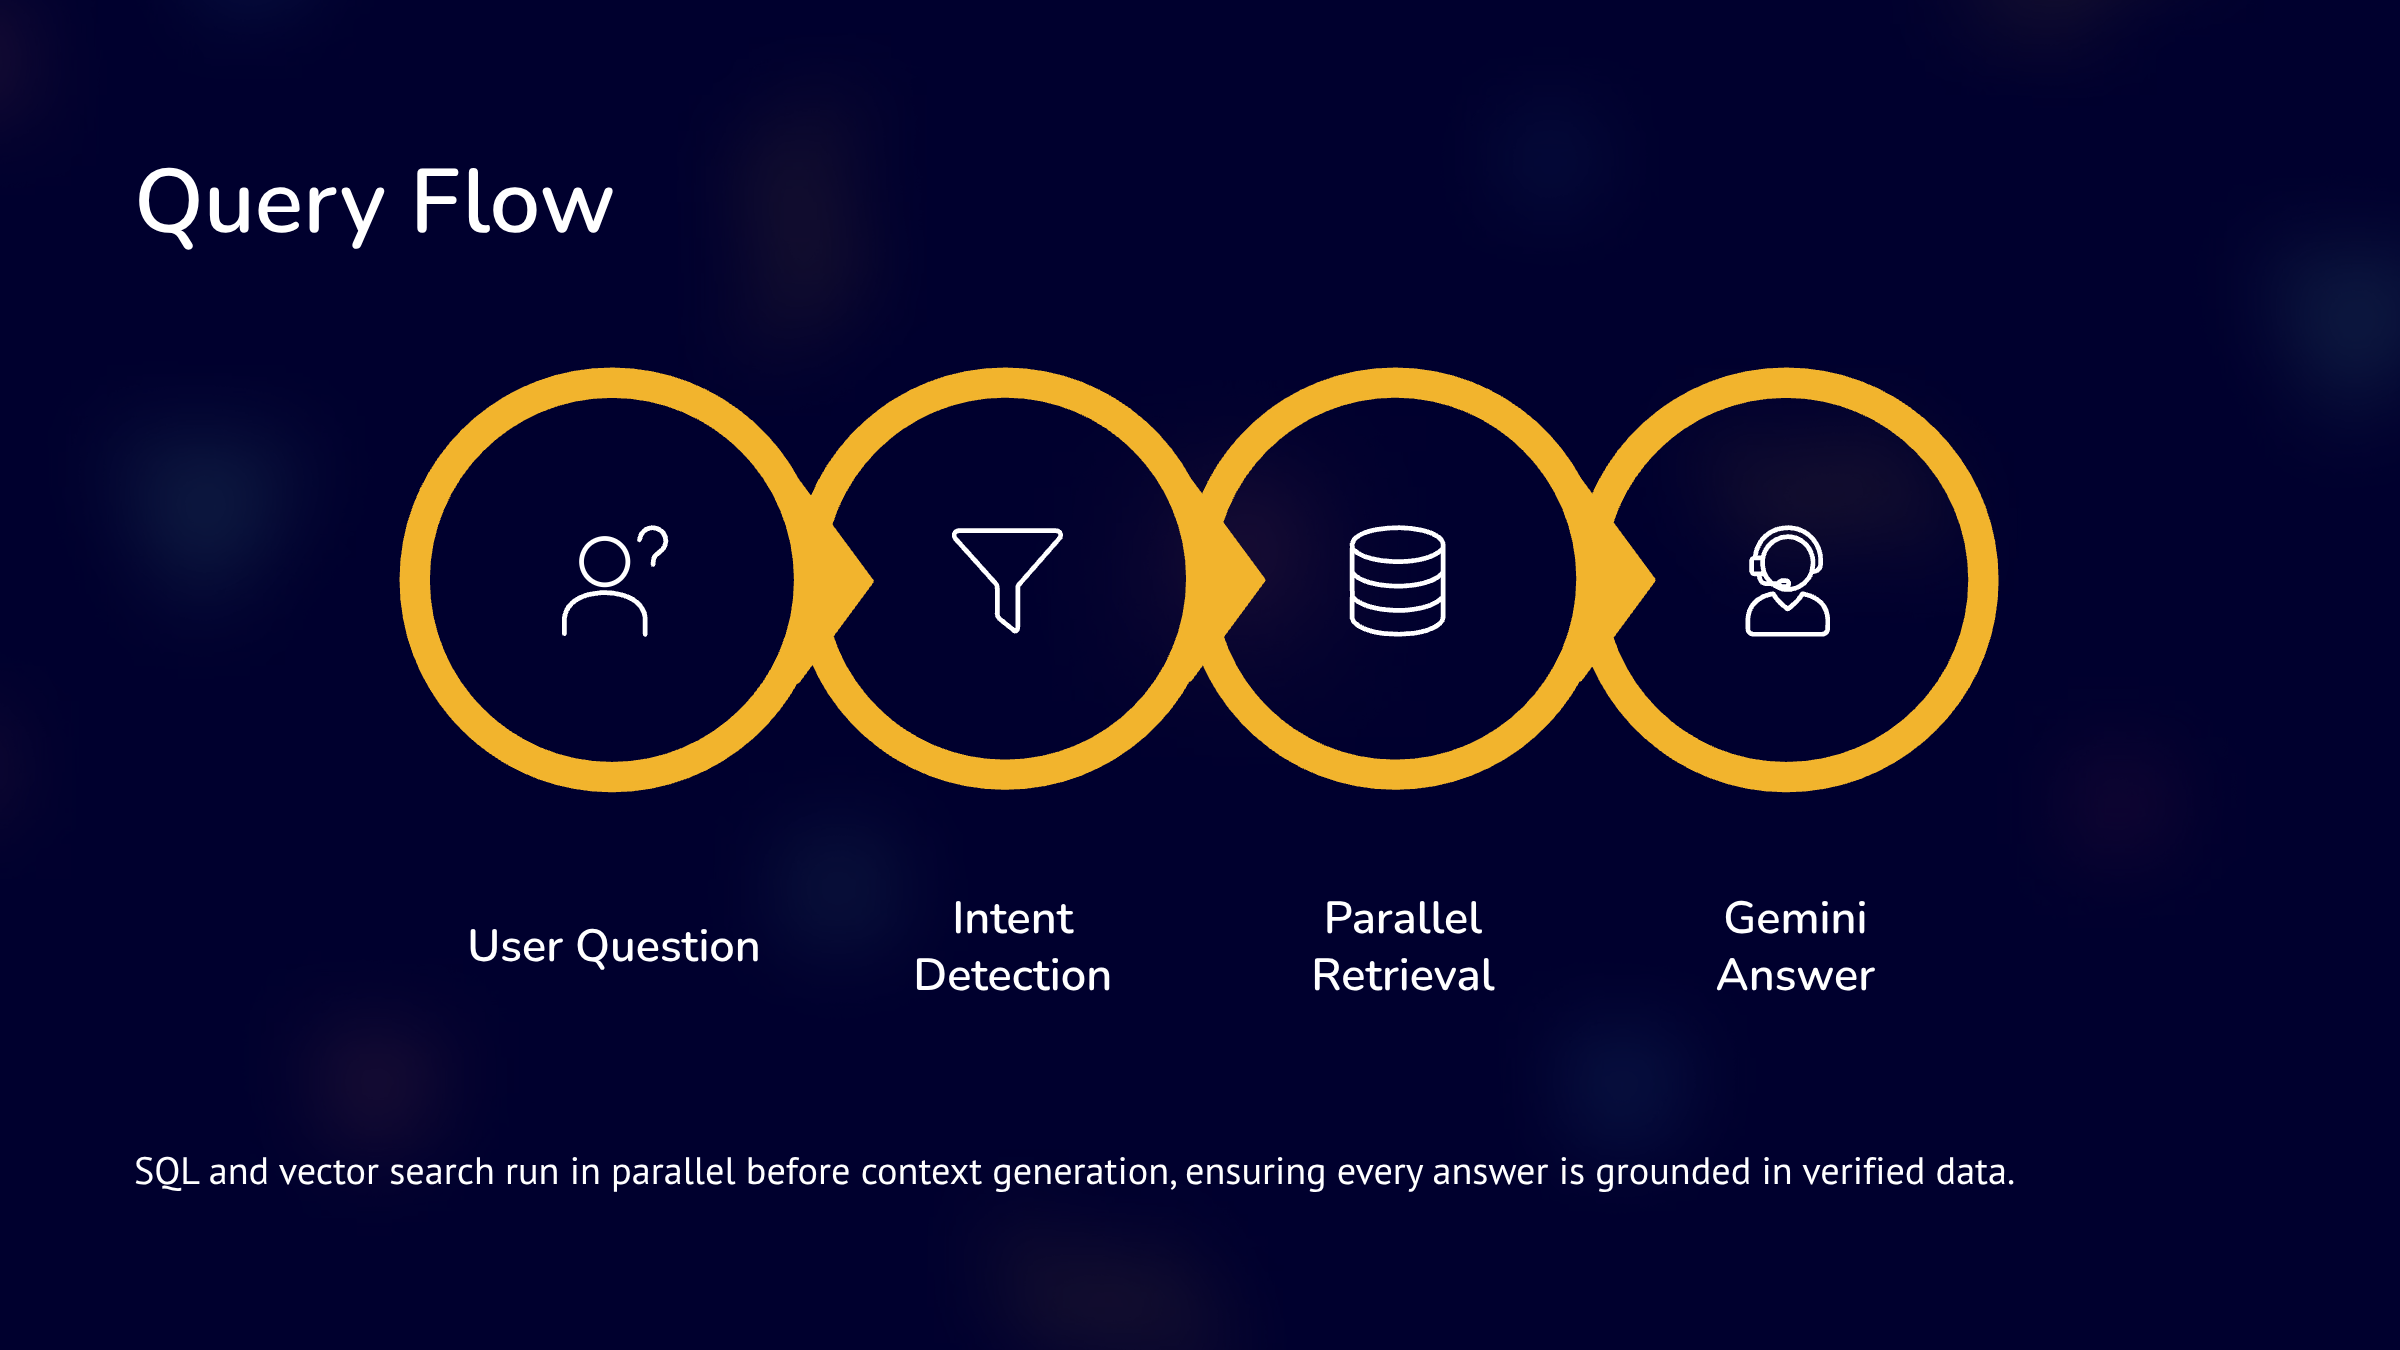 Query Flow
User Question
Intent
Detection
Parallel
Retrieval
Gemini
Answer
SQL and vector search run in parallel before context generation, ensuring every answer is grounded in verified data.